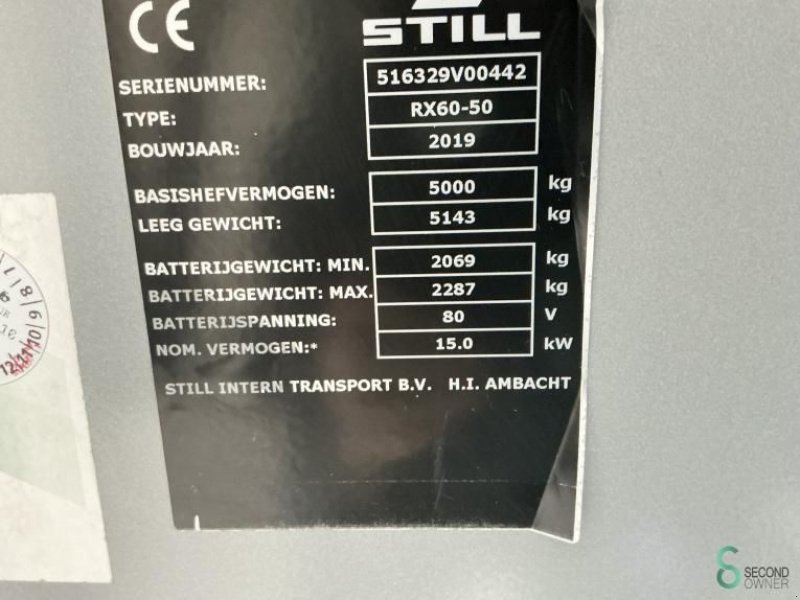 CE
STILL
SERIENUMMER: 516329V00442
TYPE: RX60-50
BOUWJAAR: 2019
BASISHEFVERMOGEN: 5000 kg
LEEG GEWICHT: 5143 kg
BATTERIJGEWICHT: MIN. 2069 kg
BATTERIJGEWICHT: MAX. 2287 kg
BATTERIJSPANNING: 80 V
NOM. VERMOGEN:* 15.0 kW
STILL INTERN TRANSPORT B.V. H.I. AMBACHT
SECOND
OWNER